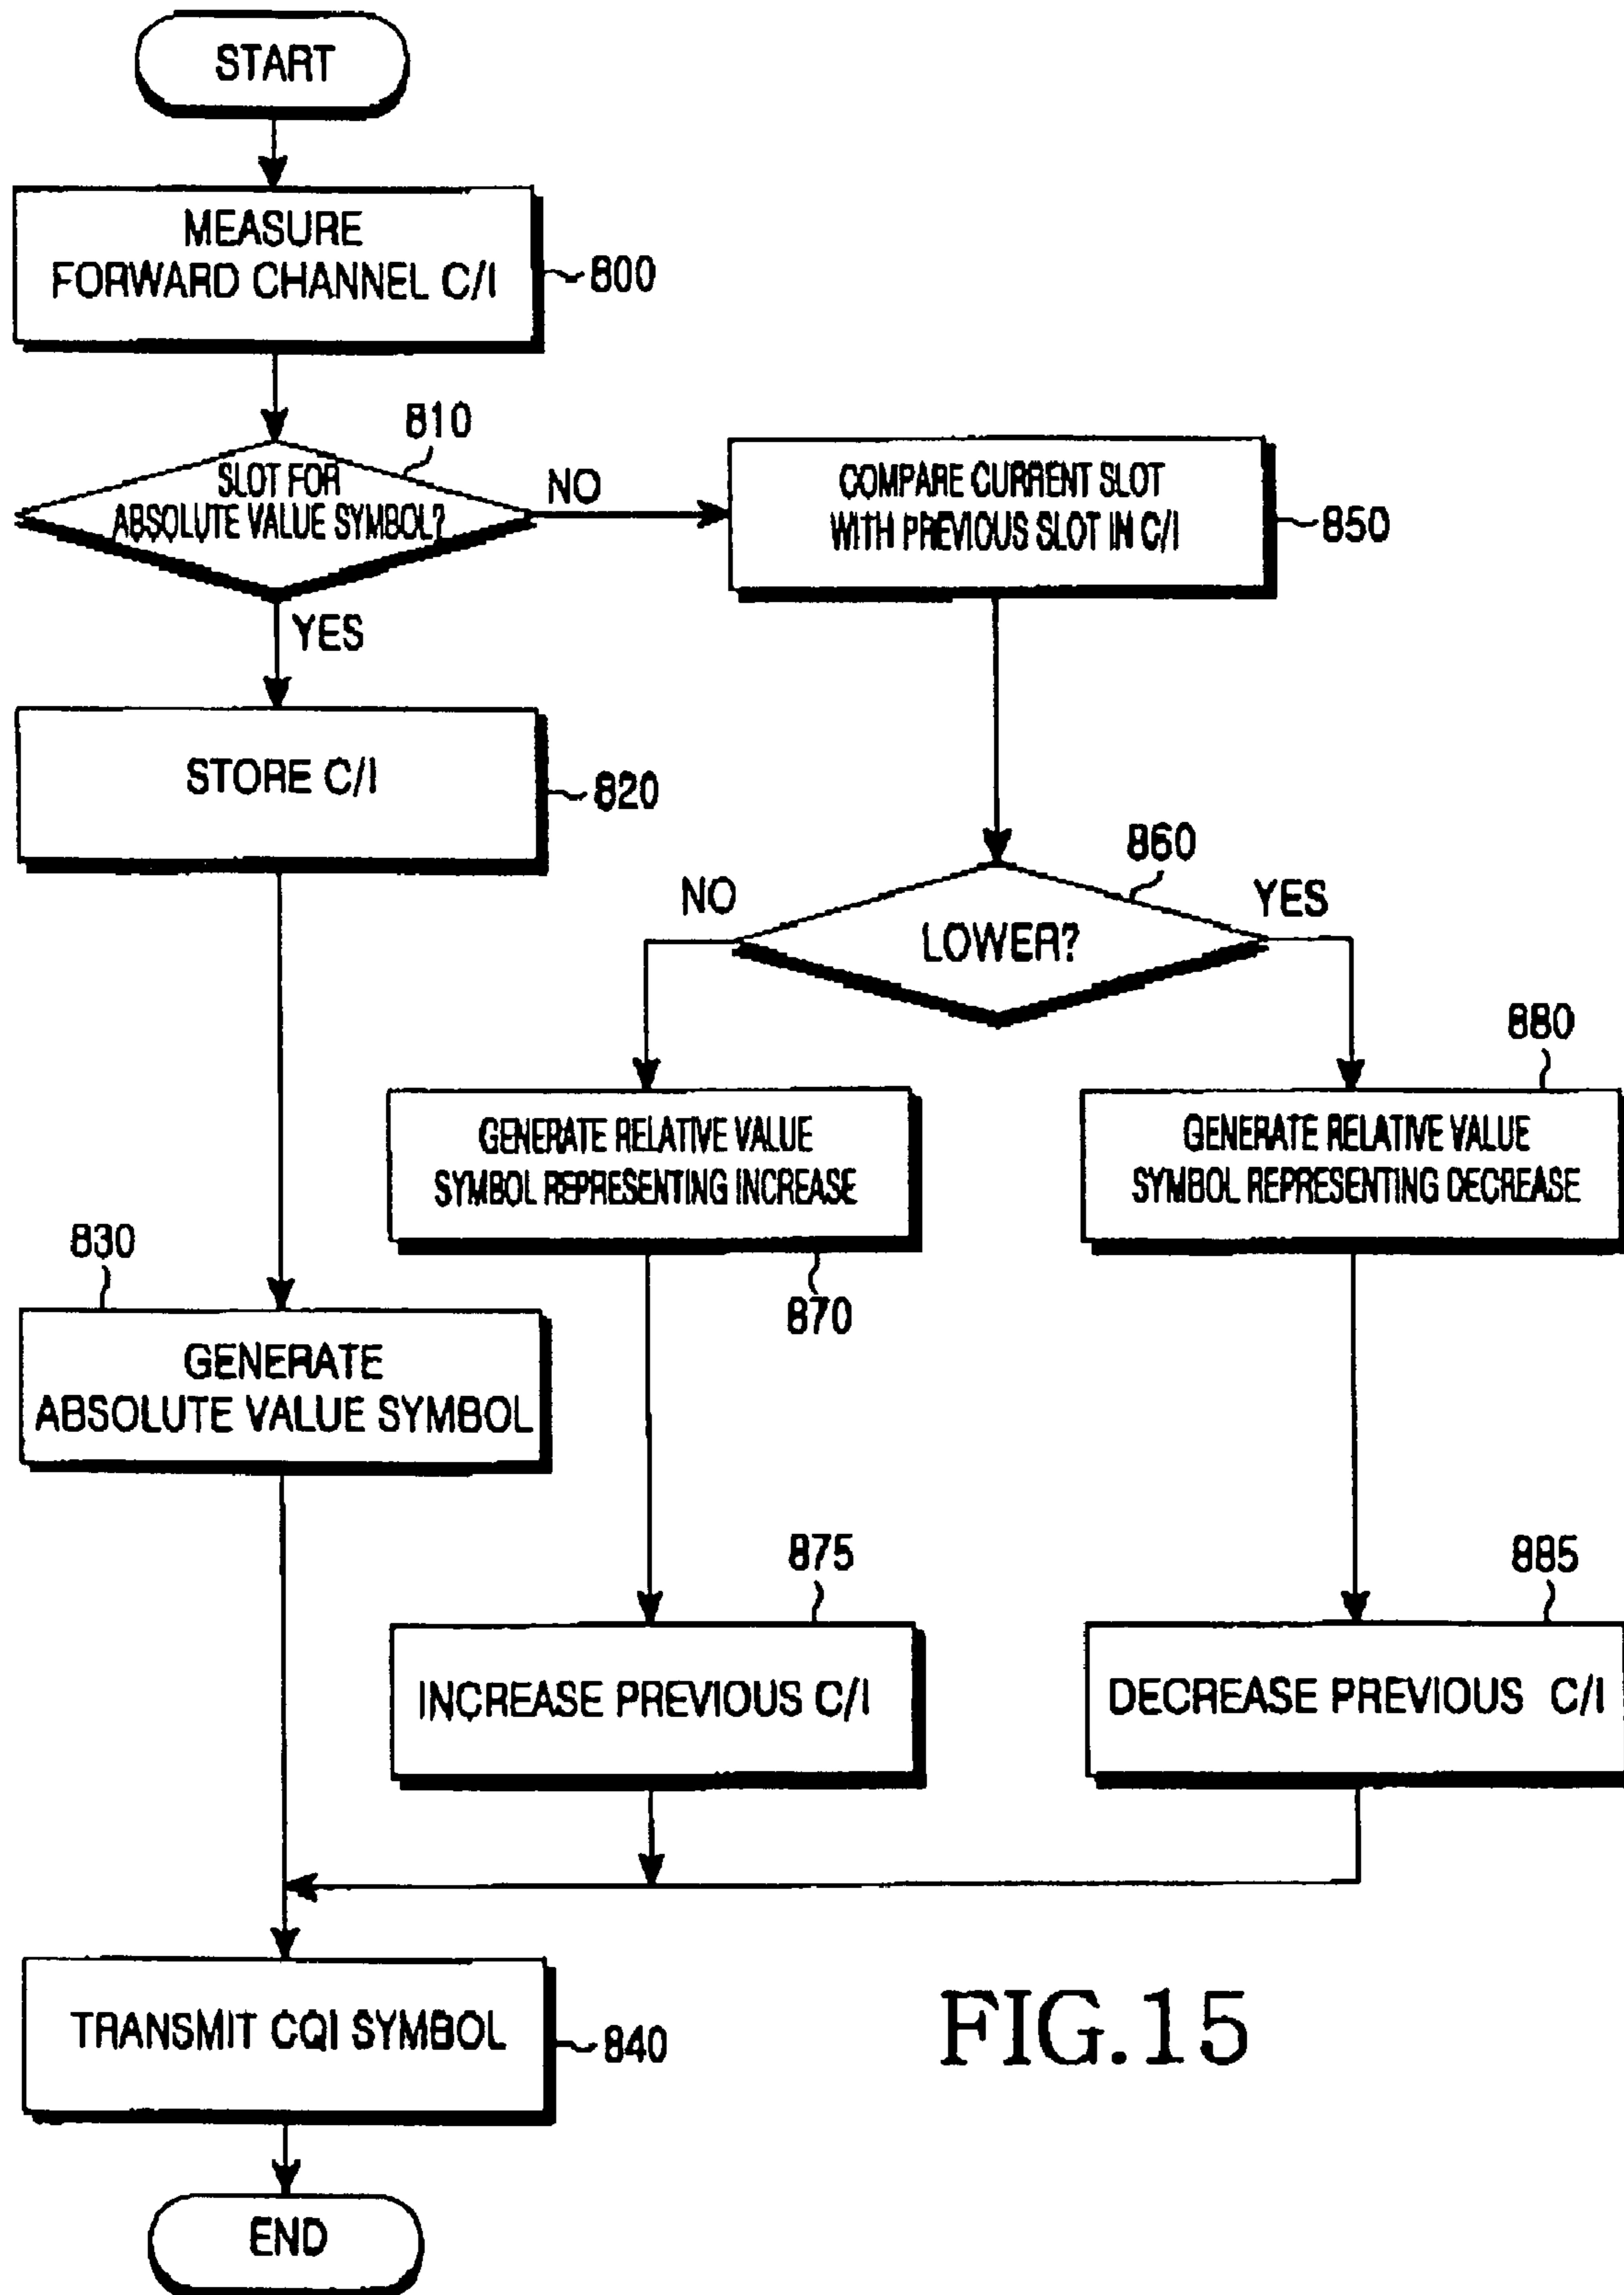 START
MEASURE
FORWARD CHANNEL C/I
800
810
SLOT FOR
ABSOLUTE VALUE SYMBOL?
NO
COMPARE CURRENT SLOT
WITH PREVIOUS SLOT IN C/I
850
YES
STORE C/I
820
860
NO
YES
LOWER?
880
GENERATE RELATIVE VALUE
SYMBOL REPRESENTING INCREASE
GENERATE RELATIVE VALUE
SYMBOL REPRESENTING DECREASE
830
870
GENERATE
ABSOLUTE VALUE SYMBOL
875
885
INCREASE PREVIOUS C/I
DECREASE PREVIOUS C/I
TRANSMIT CQI SYMBOL
840
FIG.15
END